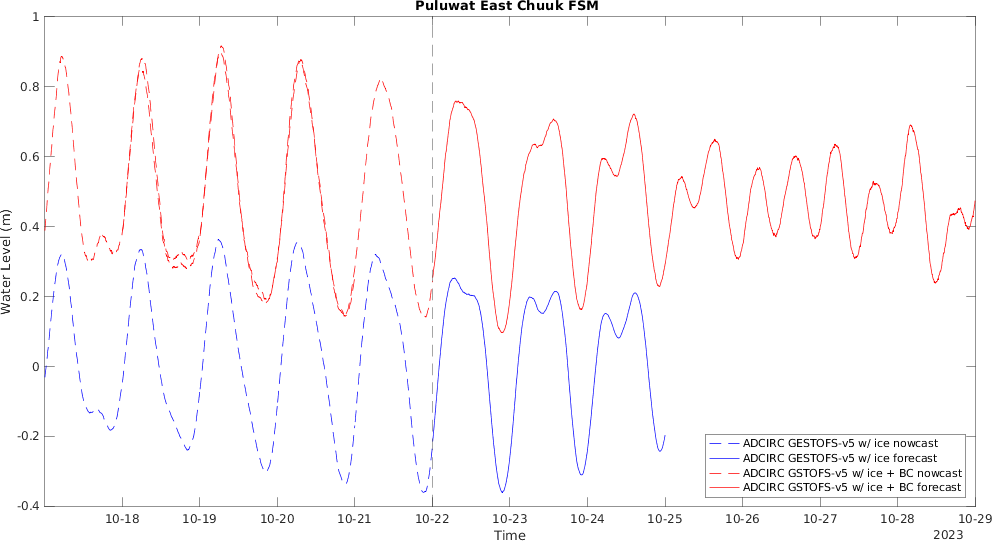 Puluwat East Chuuk FSM
1
0.8
0.6
0.4
0.2
0
-0.2
-0.4
Water Level (m)
10-18 10-19 10-20 10-21 10-22 10-23 10-24 10-25 10-26 10-27 10-28 10-29
Time
2023
ADCIRC GESTOFS-v5 w/ ice nowcast
ADCIRC GESTOFS-v5 w/ ice forecast
ADCIRC GSTOFS-v5 w/ ice + BC nowcast
ADCIRC GSTOFS-v5 w/ ice + BC forecast